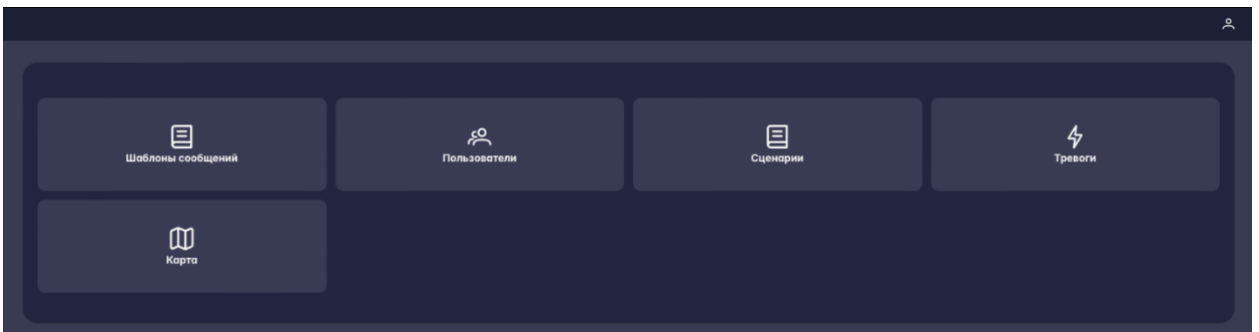 Шаблоны сообщений
Пользователи
Сценарии
Тревоги
Карта